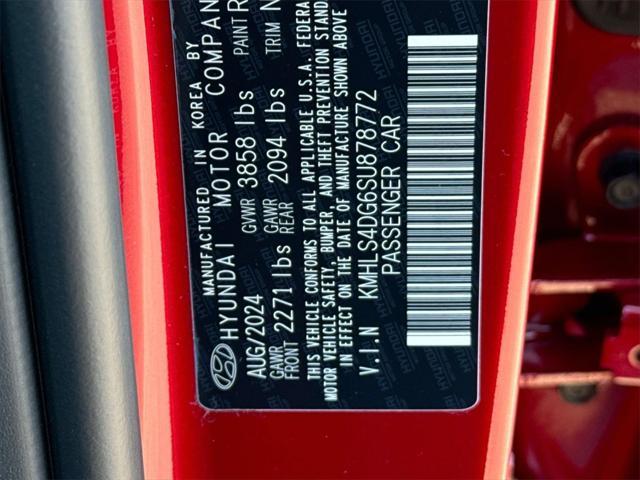 MANUFACTURED IN KOREA BY
HYUNDAI MOTOR COMPAN
AUG/2024 GVWR 3858 lbs PAINT
GAWR FRONT 2271 lbs GAWR REAR 2094 lbs TRIM N
THIS VEHICLE CONFORMS TO ALL APPLICABLE U.S.A. FEDERA
MOTOR VEHICLE SAFETY, BUMPER, AND THEFT PREVENTION STAND
IN EFFECT ON THE DATE OF MANUFACTURE SHOWN ABOVE
V.I.N KMHLS4DG6SU878772
PASSENGER CAR